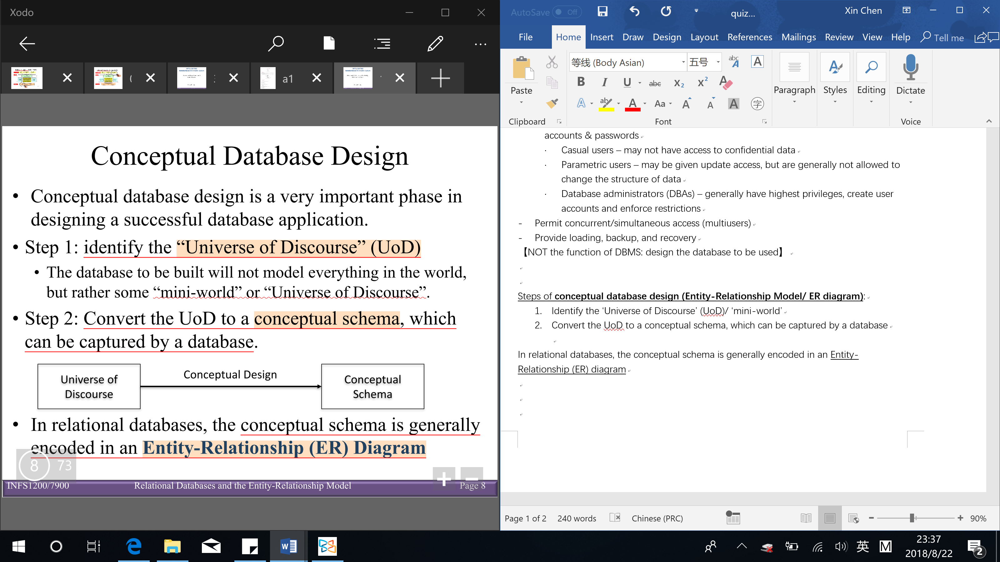 Xodo
a1
Conceptual Database Design
• Conceptual database design is a very important phase in
designing a successful database application.
• Step 1: identify the “Universe of Discourse” (UoD)
• The database to be built will not model everything in the world,
but rather some “mini-world” or “Universe of Discourse”.
• Step 2: Convert the UoD to a conceptual schema, which
can be captured by a database.
Universe of
Discourse
Conceptual Design
Conceptual
Schema
• In relational databases, the conceptual schema is generally
encoded in an Entity-Relationship (ER) Diagram
8 73
INFS1200/7900 Relational Databases and the Entity-Relationship Model Page 8
AutoSave Off quiz... Xin Chen
File Home Insert Draw Design Layout References Mailings Review View Help Tell me
Paste
Clipboard
等线 (Body Asian) 五号
Font
Paragraph
Styles
Editing
Dictate
Voice
accounts & passwords
· Casual users – may not have access to confidential data
· Parametric users – may be given update access, but are generally not allowed to
change the structure of data
· Database administrators (DBAs) – generally have highest privileges, create user
accounts and enforce restrictions
- Permit concurrent/simultaneous access (multiusers)
- Provide loading, backup, and recovery
【NOT the function of DBMS: design the database to be used】
Steps of conceptual database design (Entity-Relationship Model/ ER diagram):
1. Identify the ‘Universe of Discourse’ (UoD)/ ‘mini-world’
2. Convert the UoD to a conceptual schema, which can be captured by a database
In relational databases, the conceptual schema is generally encoded in an Entity-
Relationship (ER) diagram
Page 1 of 2 240 words Chinese (PRC) 90%
英 M
23:37
2018/8/22
2